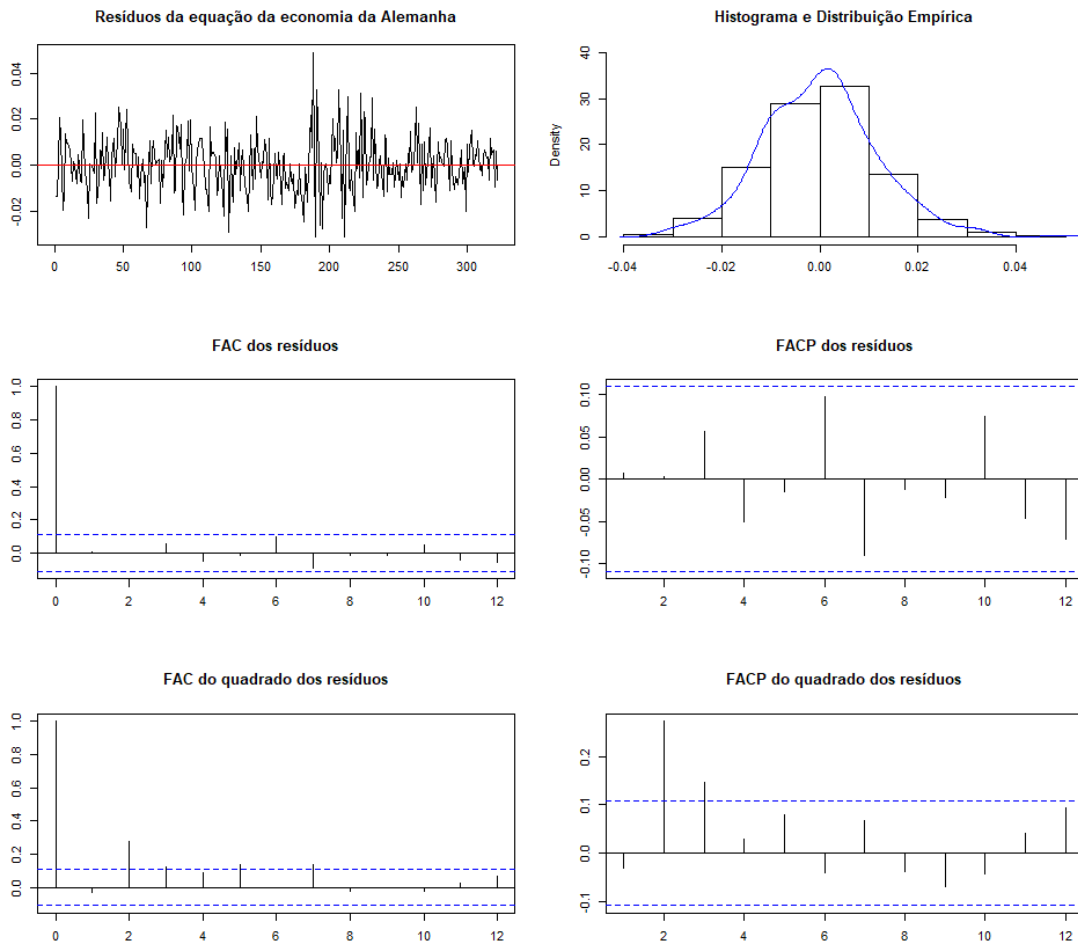 Resíduos da equação da economia da Alemanha
0.04
0.02
0.00
-0.02
0 50 100 150 200 250 300
Histograma e Distribuição Empírica
Density
40
30
20
10
0
-0.04 -0.02 0.00 0.02 0.04
FAC dos resíduos
1.0
0.8
0.6
0.4
0.2
0.0
0 2 4 6 8 10 12
FACP dos resíduos
0.10
0.05
0.00
-0.05
-0.10
2 4 6 8 10 12
FAC do quadrado dos resíduos
1.0
0.8
0.6
0.4
0.2
0.0
0 2 4 6 8 10 12
FACP do quadrado dos resíduos
0.2
0.1
0.0
-0.1
2 4 6 8 10 12